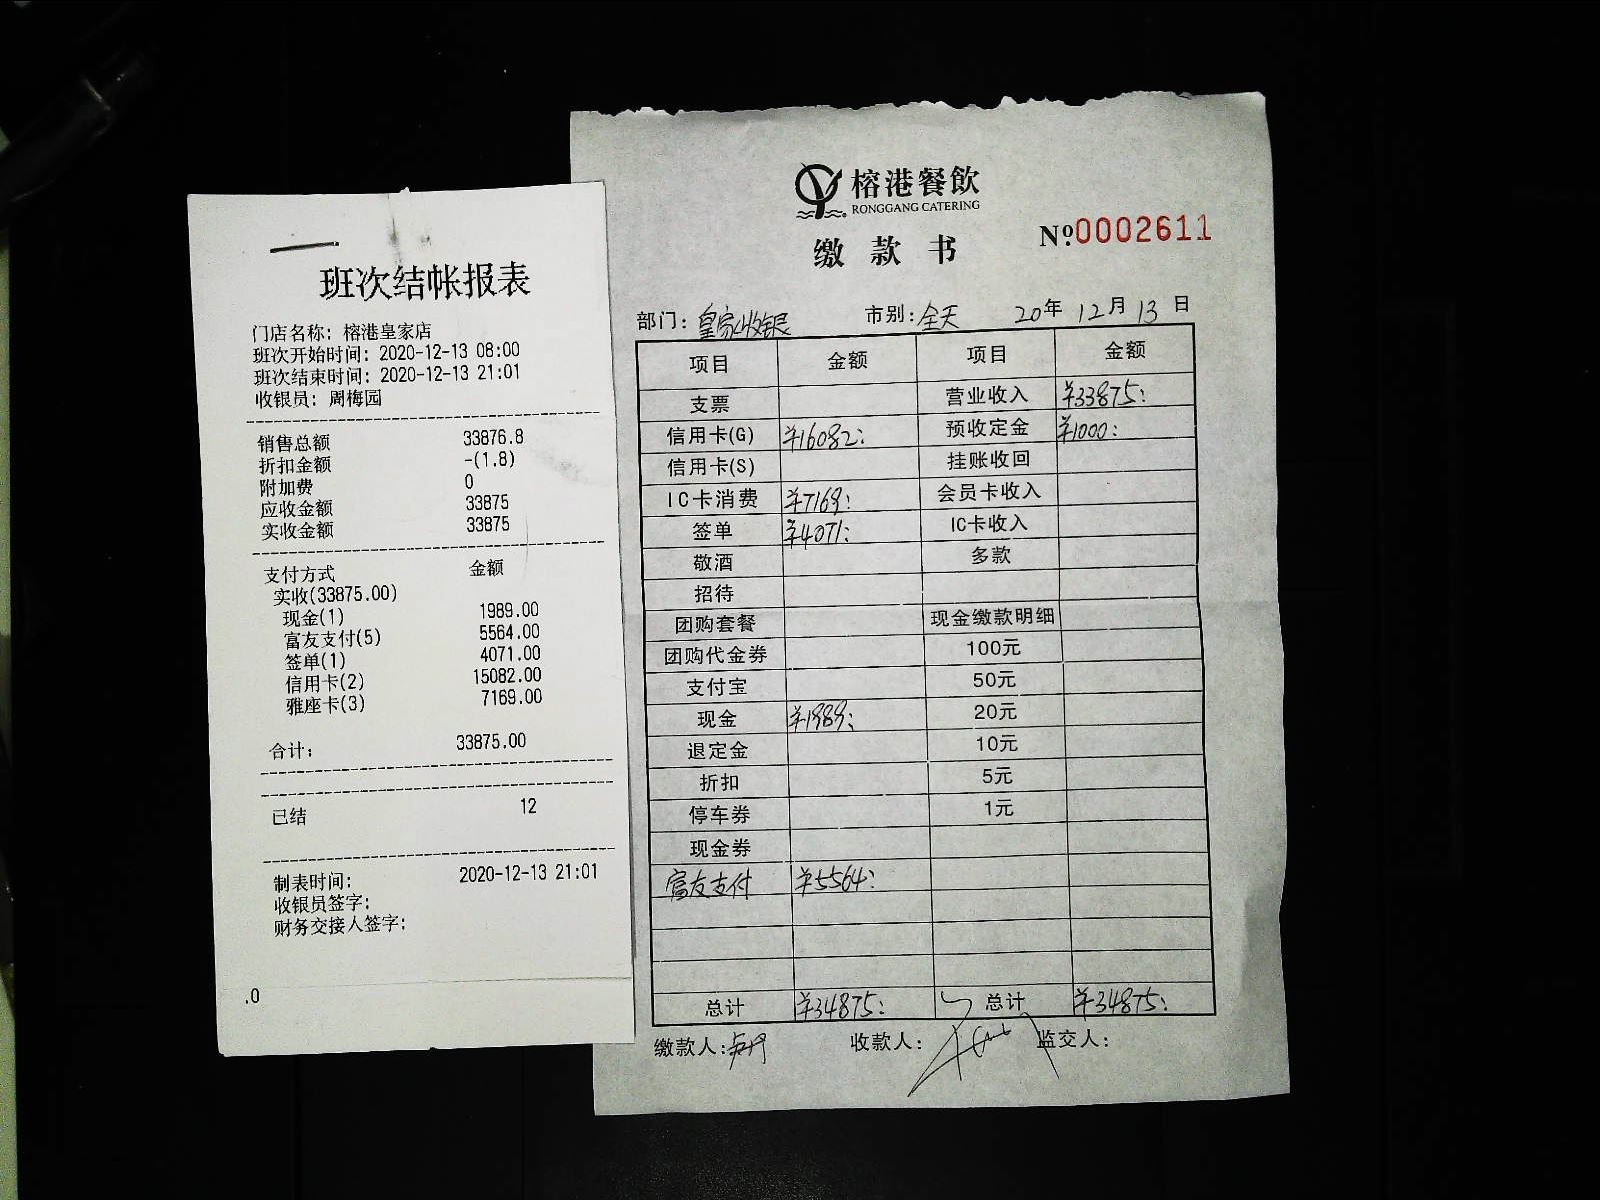 班次结帐报表
门店名称: 榕港皇家店
班次开始时间: 2020-12-13 08:00
班次结束时间: 2020-12-13 21:01
收银员: 周梅园
销售总额 33876.8
折扣金额 -(1.8)
附加费 0
应收金额 33875
实收金额 33875
支付方式 金额
实收(33875.00)
现金(1) 1989.00
富友支付(5) 5564.00
签单(1) 4071.00
信用卡(2) 15082.00
雅座卡(3) 7169.00
合计: 33875.00
已结 12
制表时间: 2020-12-13 21:01
收银员签字:
财务交接人签字:
.0
榕港餐飲
RONGGANG CATERING
缴款书
Nº0002611
部门: 皇家收银 市别: 全天 20年12月13日
项目 金额 项目 金额
支票 营业收入 ¥33875:
信用卡(G) ¥16082: 预收定金 ¥1000:
信用卡(S) 挂账收回
IC卡消费 ¥7169: 会员卡收入
签单 ¥4071: IC卡收入
敬酒 多款
招待
团购套餐 现金缴款明细
团购代金券 100元
支付宝 50元
现金 ¥1989: 20元
退定金 10元
折扣 5元
停车券 1元
现金券
富友支付 ¥5564:
总计 ¥34875: 总计 ¥34875:
缴款人: 收款人: 监交人: